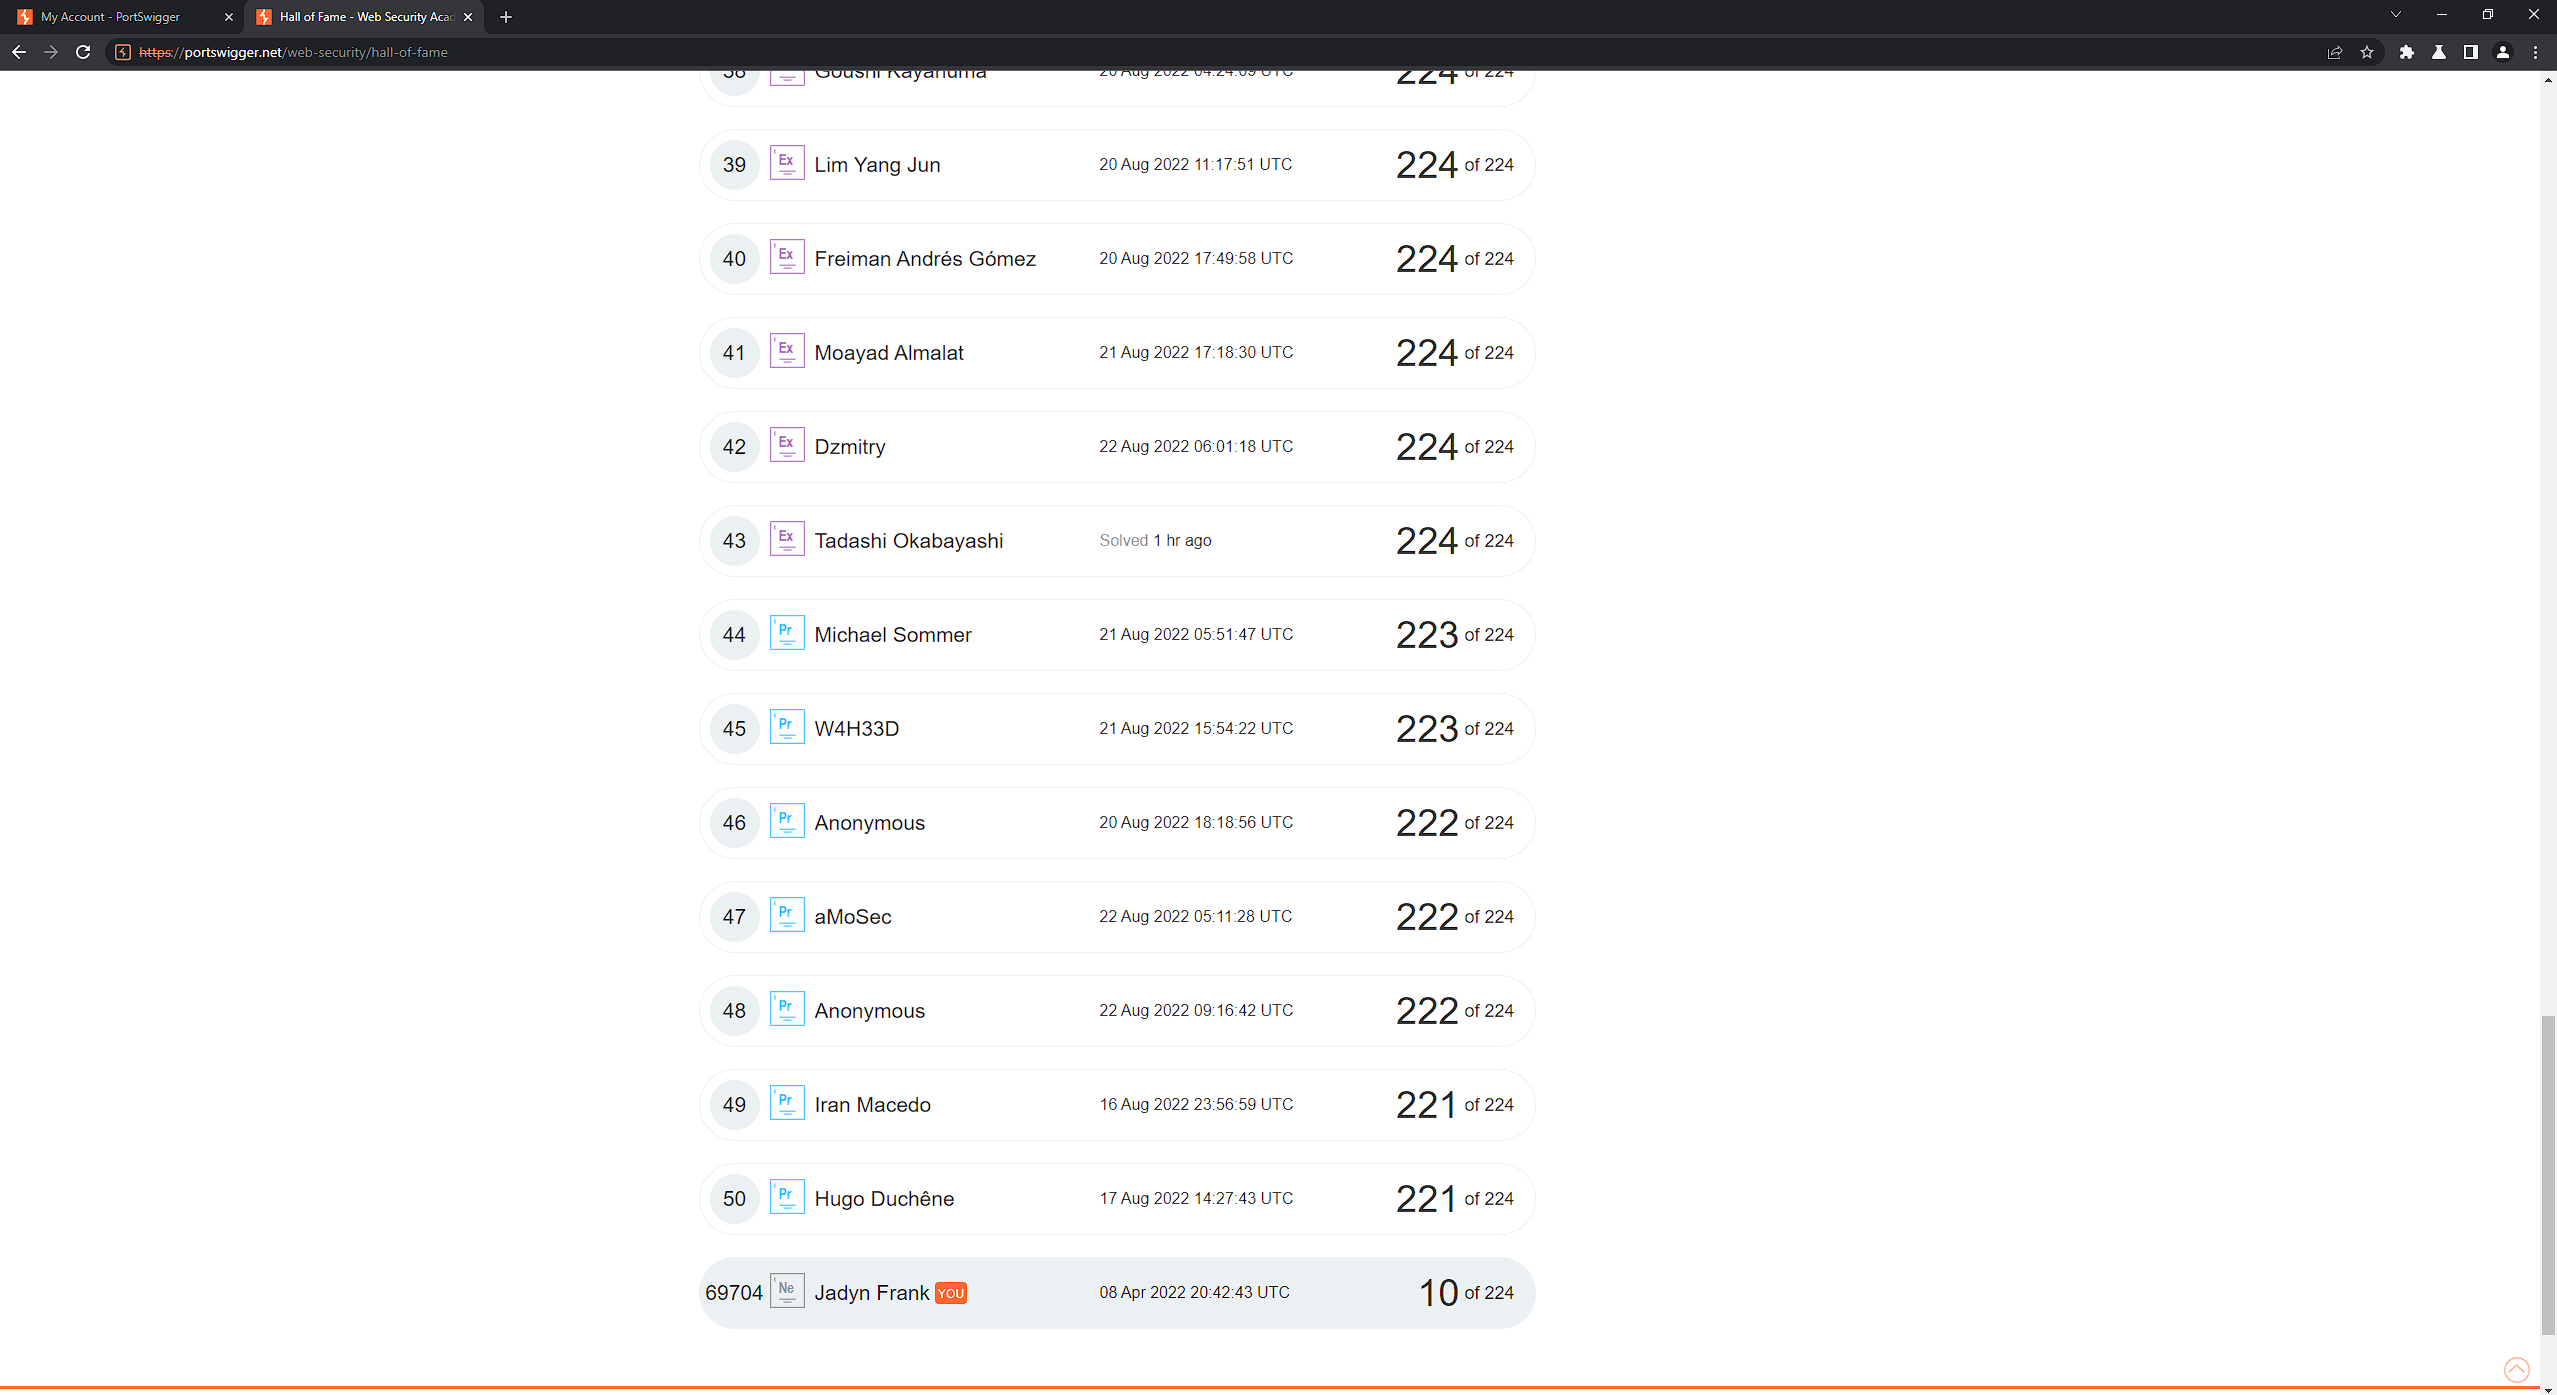 My Account - PortSwigger
Hall of Fame - Web Security Acad
https://portswigger.net/web-security/hall-of-fame
38 Goushi Kayanuma 20 Aug 2022 04:24:09 UTC 224 of 224
39 Ex Lim Yang Jun 20 Aug 2022 11:17:51 UTC 224 of 224
40 Ex Freiman Andrés Gómez 20 Aug 2022 17:49:58 UTC 224 of 224
41 Ex Moayad Almalat 21 Aug 2022 17:18:30 UTC 224 of 224
42 Ex Dzmitry 22 Aug 2022 06:01:18 UTC 224 of 224
43 Ex Tadashi Okabayashi Solved 1 hr ago 224 of 224
44 Pr Michael Sommer 21 Aug 2022 05:51:47 UTC 223 of 224
45 Pr W4H33D 21 Aug 2022 15:54:22 UTC 223 of 224
46 Pr Anonymous 20 Aug 2022 18:18:56 UTC 222 of 224
47 Pr aMoSec 22 Aug 2022 05:11:28 UTC 222 of 224
48 Pr Anonymous 22 Aug 2022 09:16:42 UTC 222 of 224
49 Pr Iran Macedo 16 Aug 2022 23:56:59 UTC 221 of 224
50 Pr Hugo Duchêne 17 Aug 2022 14:27:43 UTC 221 of 224
69704 Ne Jadyn Frank YOU 08 Apr 2022 20:42:43 UTC 10 of 224